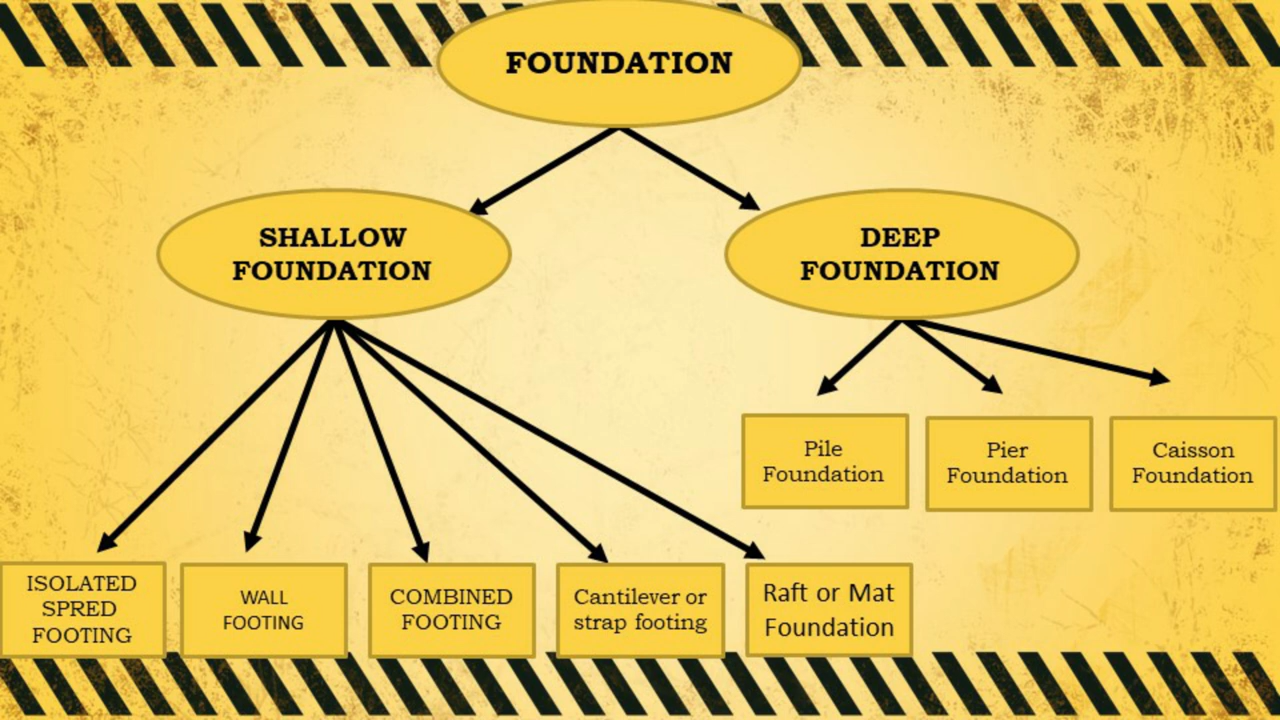 FOUNDATION
SHALLOW
FOUNDATION
DEEP
FOUNDATION
Pile
Foundation
Pier
Foundation
Caisson
Foundation
ISOLATED
SPRED
FOOTING
WALL
FOOTING
COMBINED
FOOTING
Cantilever or
strap footing
Raft or Mat
Foundation